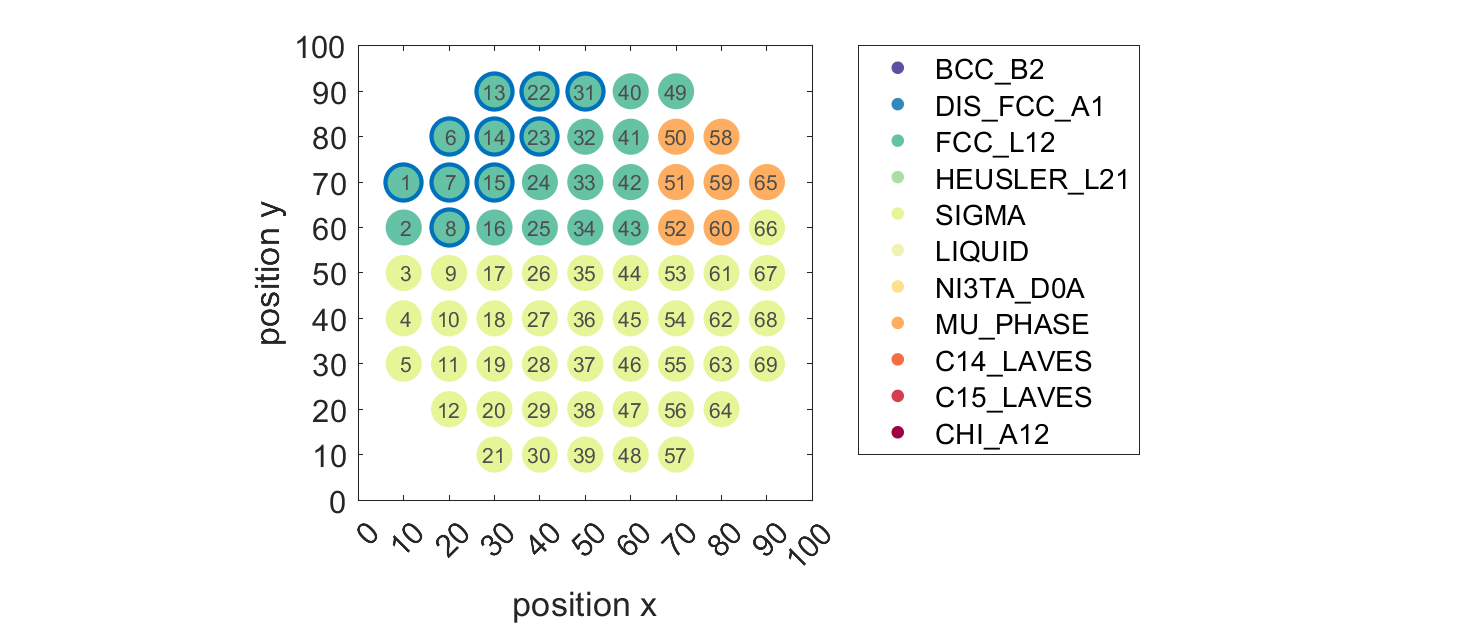 100
90
80
70
60
50
40
30
20
10
0
position y
13 22 31 40 49
6 14 23 32 41 50 58
1 7 15 24 33 42 51 59 65
2 8 16 25 34 43 52 60 66
3 9 17 26 35 44 53 61 67
4 10 18 27 36 45 54 62 68
5 11 19 28 37 46 55 63 69
12 20 29 38 47 56 64
21 30 39 48 57
0 10 20 30 40 50 60 70 80 90 100
position x
BCC_B2
DIS_FCC_A1
FCC_L12
HEUSLER_L21
SIGMA
LIQUID
NI3TA_D0A
MU_PHASE
C14_LAVES
C15_LAVES
CHI_A12